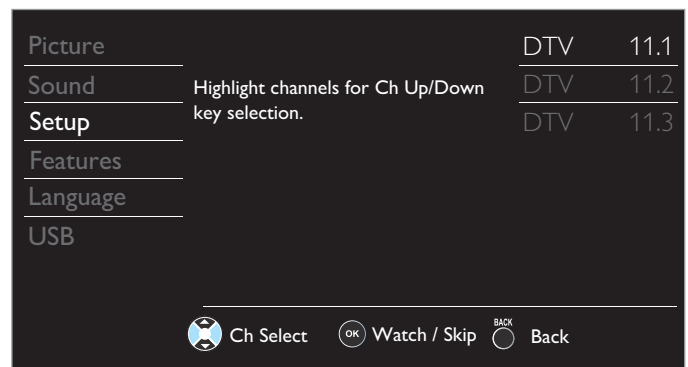 Picture
Sound
Setup
Features
Language
USB
Highlight channels for Ch Up/Down
key selection.
DTV 11.1
DTV 11.2
DTV 11.3
Ch Select OK Watch / Skip BACK Back